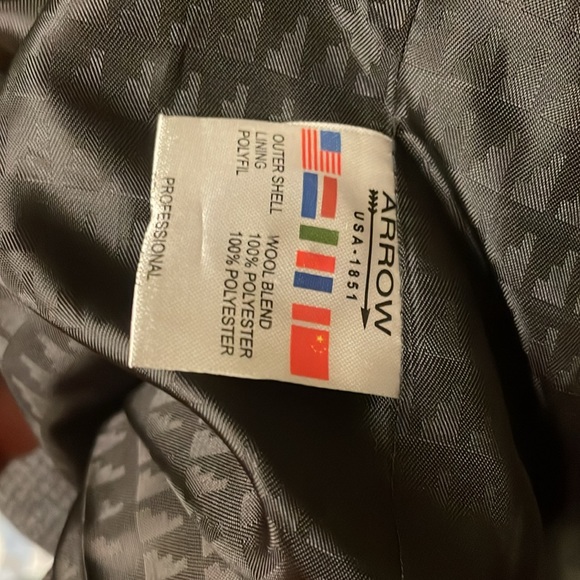 ARROW
USA-1851
OUTER SHELL WOOL BLEND
LINING 100% POLYESTER
POLYFIL 100% POLYESTER
PROFESSIONAL